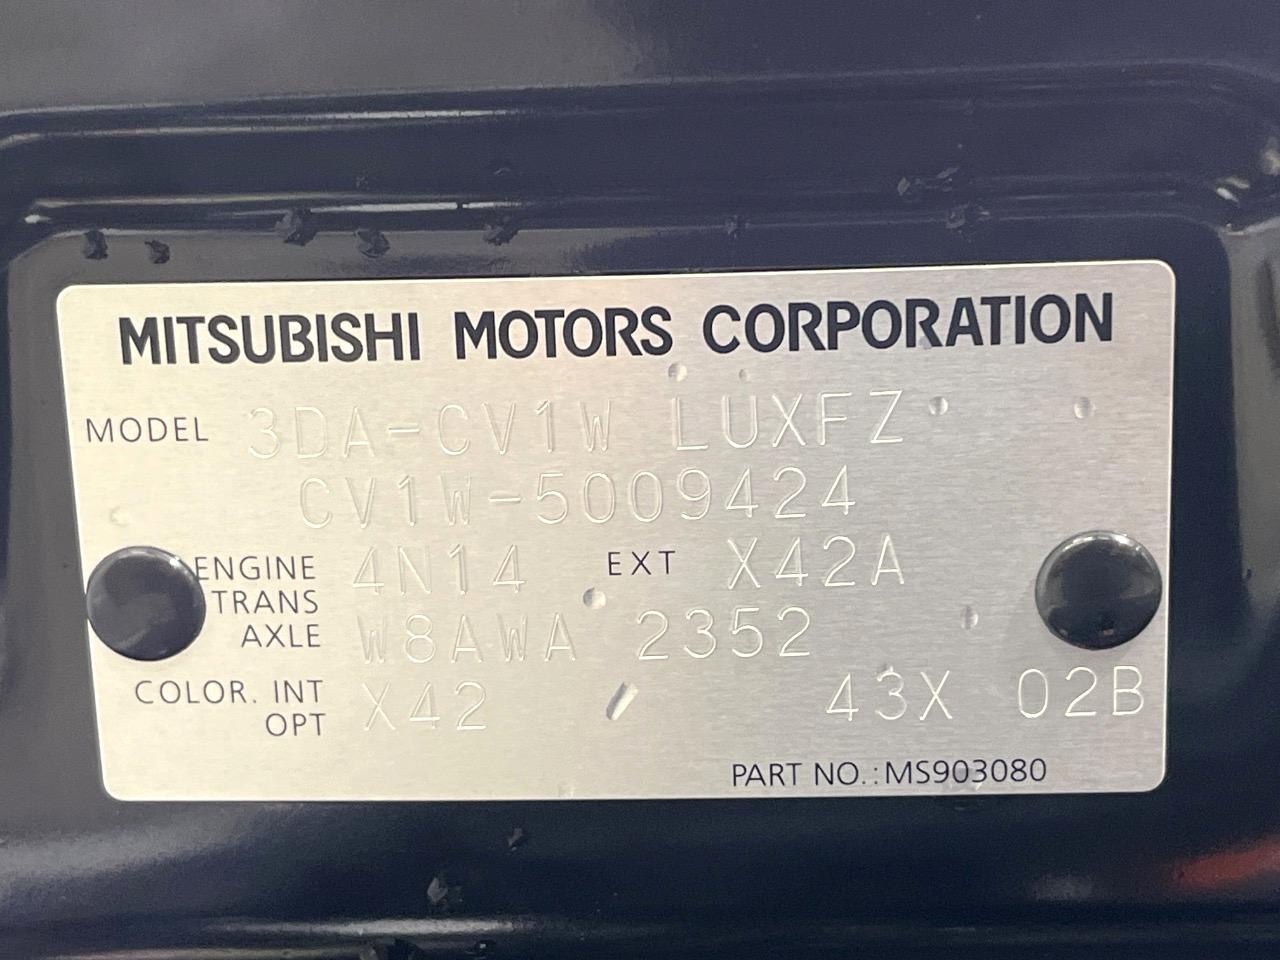 MITSUBISHI MOTORS CORPORATION
MODEL 3DA-CV1W LUXFZ
CV1W-5009424
ENGINE 4N14 EXT X42A
TRANS
AXLE W8AWA 2352
COLOR. INT
OPT X42 / 43X 02B
PART NO.: MS903080